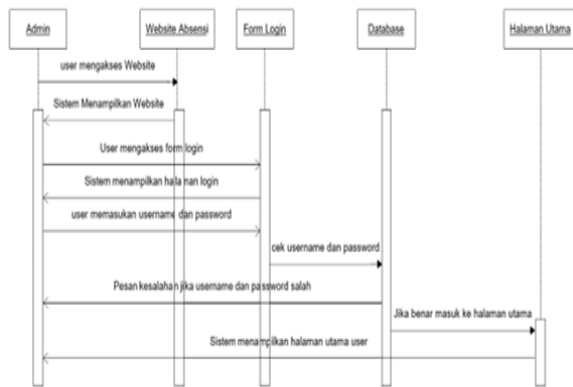 Admin
Website Absensi
Form Login
Database
Halaman Utama
user mengakses Website
Sistem Menampilkan Website
User mengakses form login
Sistem menampilkan halaman login
user memasukan username dan password
cek username dan password
Pesan kesalahan jika username dan password salah
Jika benar masuk ke halaman utama
Sistem menampilkan halaman utama user